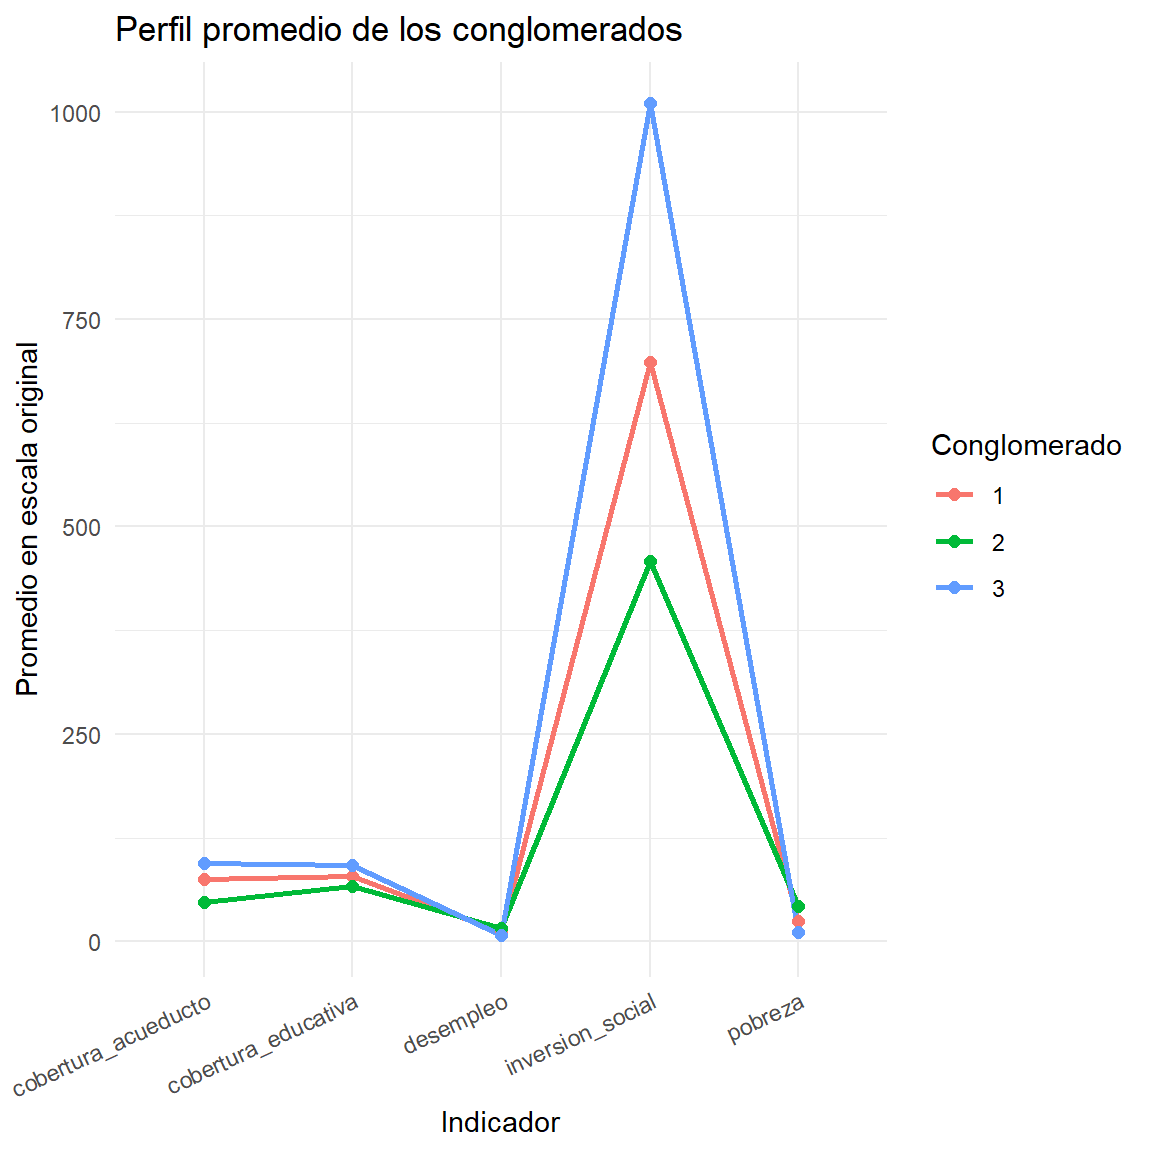 Perfil promedio de los conglomerados
Promedio en escala original
1000
750
500
250
0
cobertura_acueducto
cobertura_educativa
desempleo
inversion_social
pobreza
Indicador
Conglomerado
1
2
3